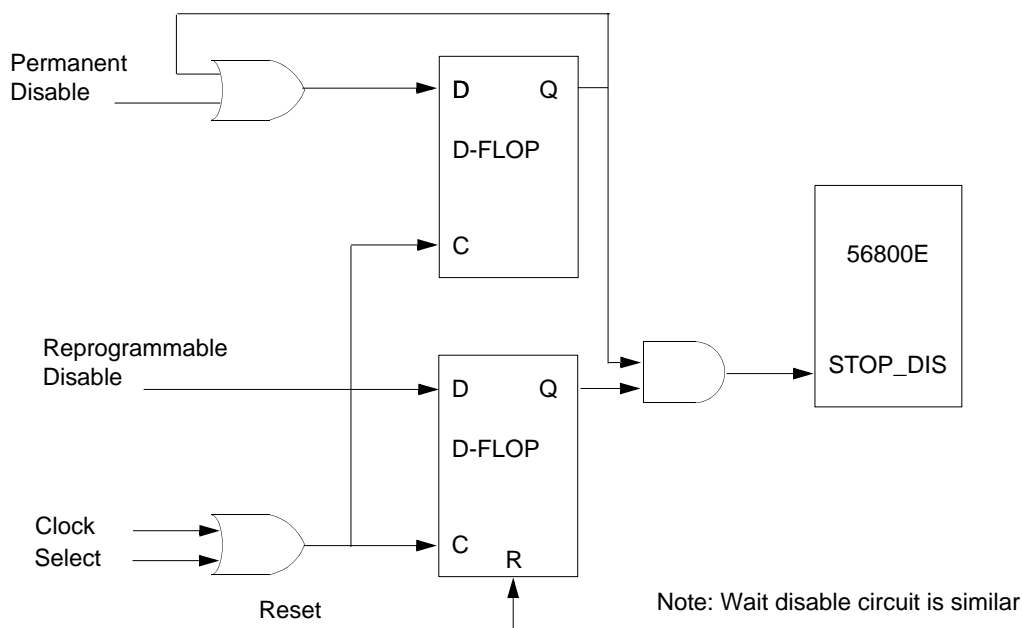 Permanent
Disable
D
Q
D-FLOP
C
56800E
STOP_DIS
Reprogrammable
Disable
D
Q
D-FLOP
C
R
Clock
Select
Reset
Note: Wait disable circuit is similar